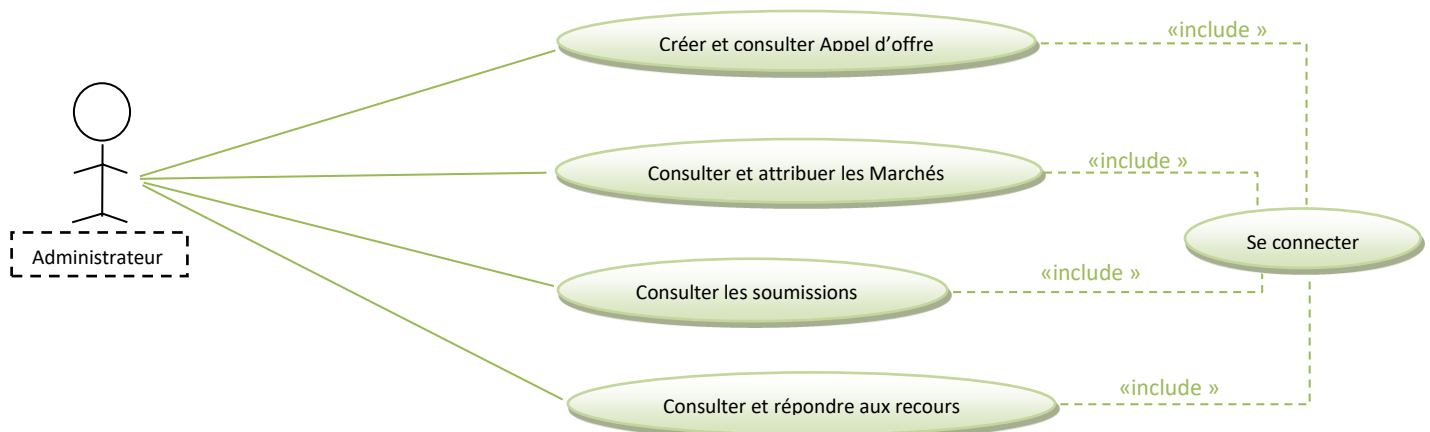 Créer et consulter Appel d’offre
«include »
Consulter et attribuer les Marchés
«include »
Administrateur
Se connecter
Consulter les soumissions
«include »
Consulter et répondre aux recours
«include »